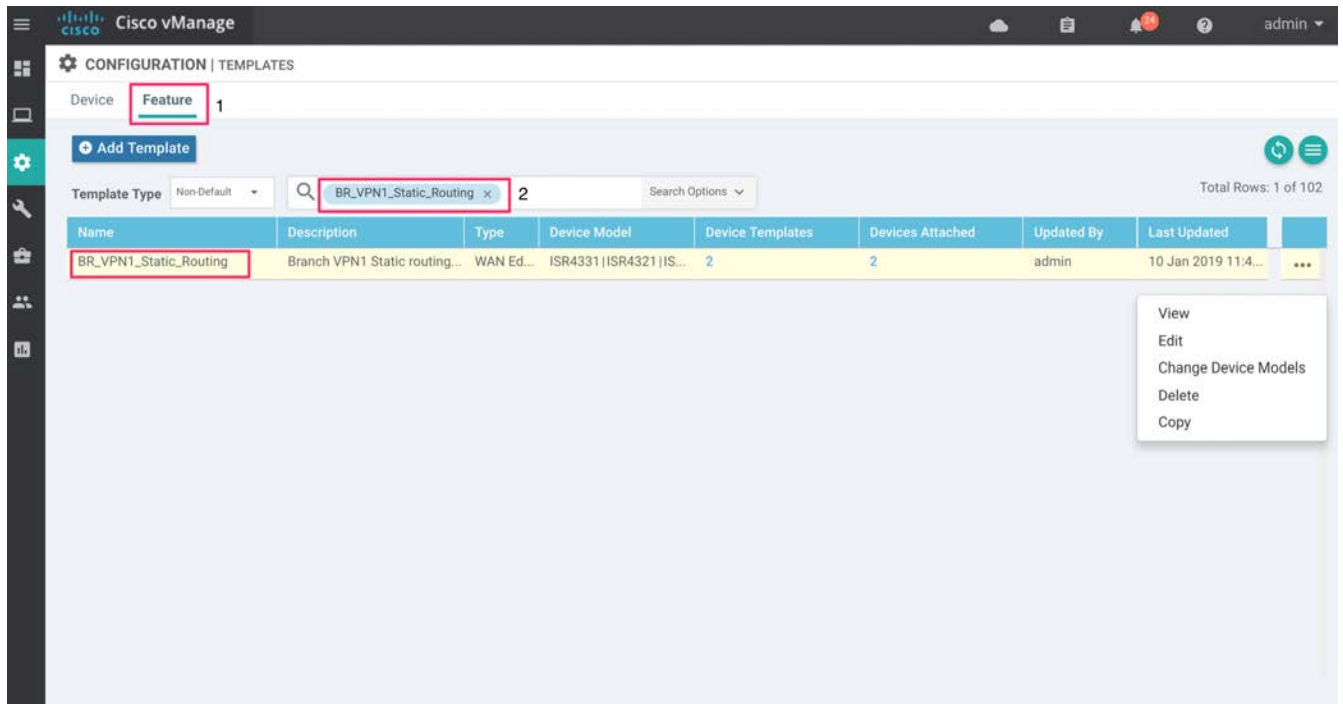 cisco Cisco vManage 24 admin
CONFIGURATION | TEMPLATES
Device Feature 1
Add Template
Template Type Non-Default BR_VPN1_Static_Routing × 2 Search Options Total Rows: 1 of 102
Name Description Type Device Model Device Templates Devices Attached Updated By Last Updated
BR_VPN1_Static_Routing Branch VPN1 Static routing... WAN Ed... ISR4331|ISR4321|IS... 2 2 admin 10 Jan 2019 11:4... •••
View
Edit
Change Device Models
Delete
Copy